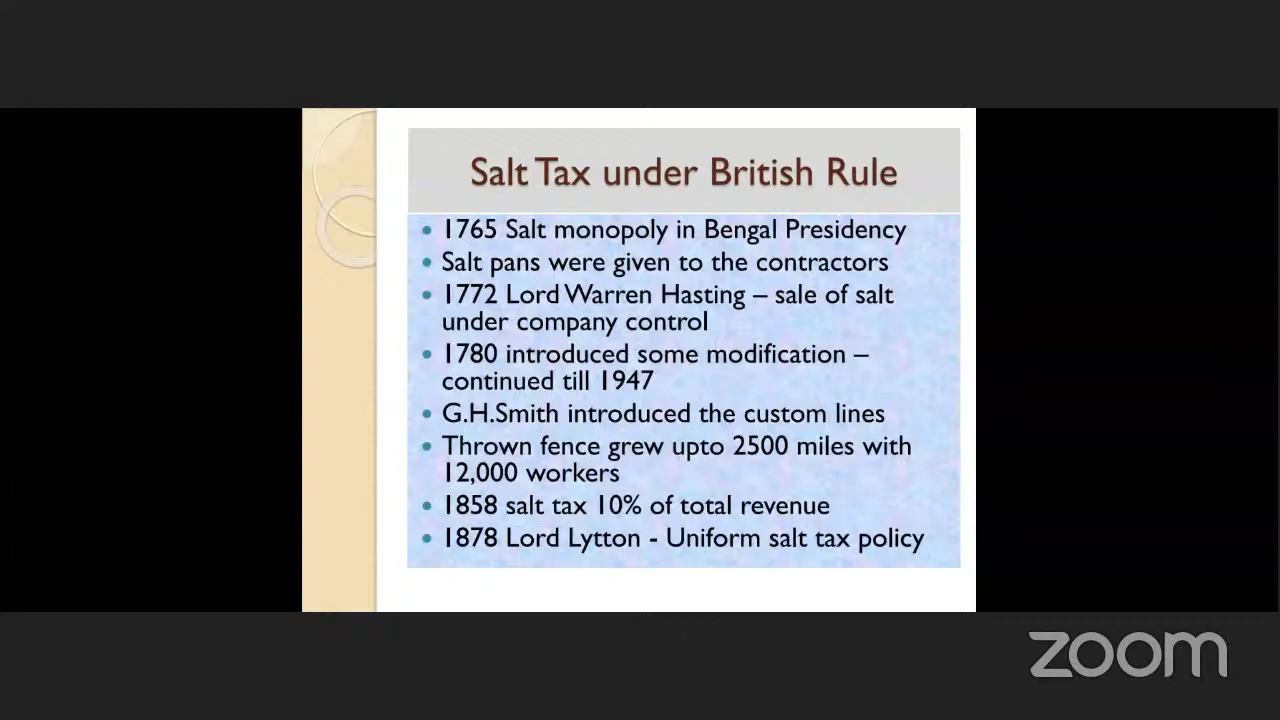 Salt Tax under British Rule
• 1765 Salt monopoly in Bengal Presidency
• Salt pans were given to the contractors
• 1772 Lord Warren Hasting – sale of salt
under company control
• 1780 introduced some modification –
continued till 1947
• G.H.Smith introduced the custom lines
• Thrown fence grew upto 2500 miles with
12,000 workers
• 1858 salt tax 10% of total revenue
• 1878 Lord Lytton - Uniform salt tax policy
zoom